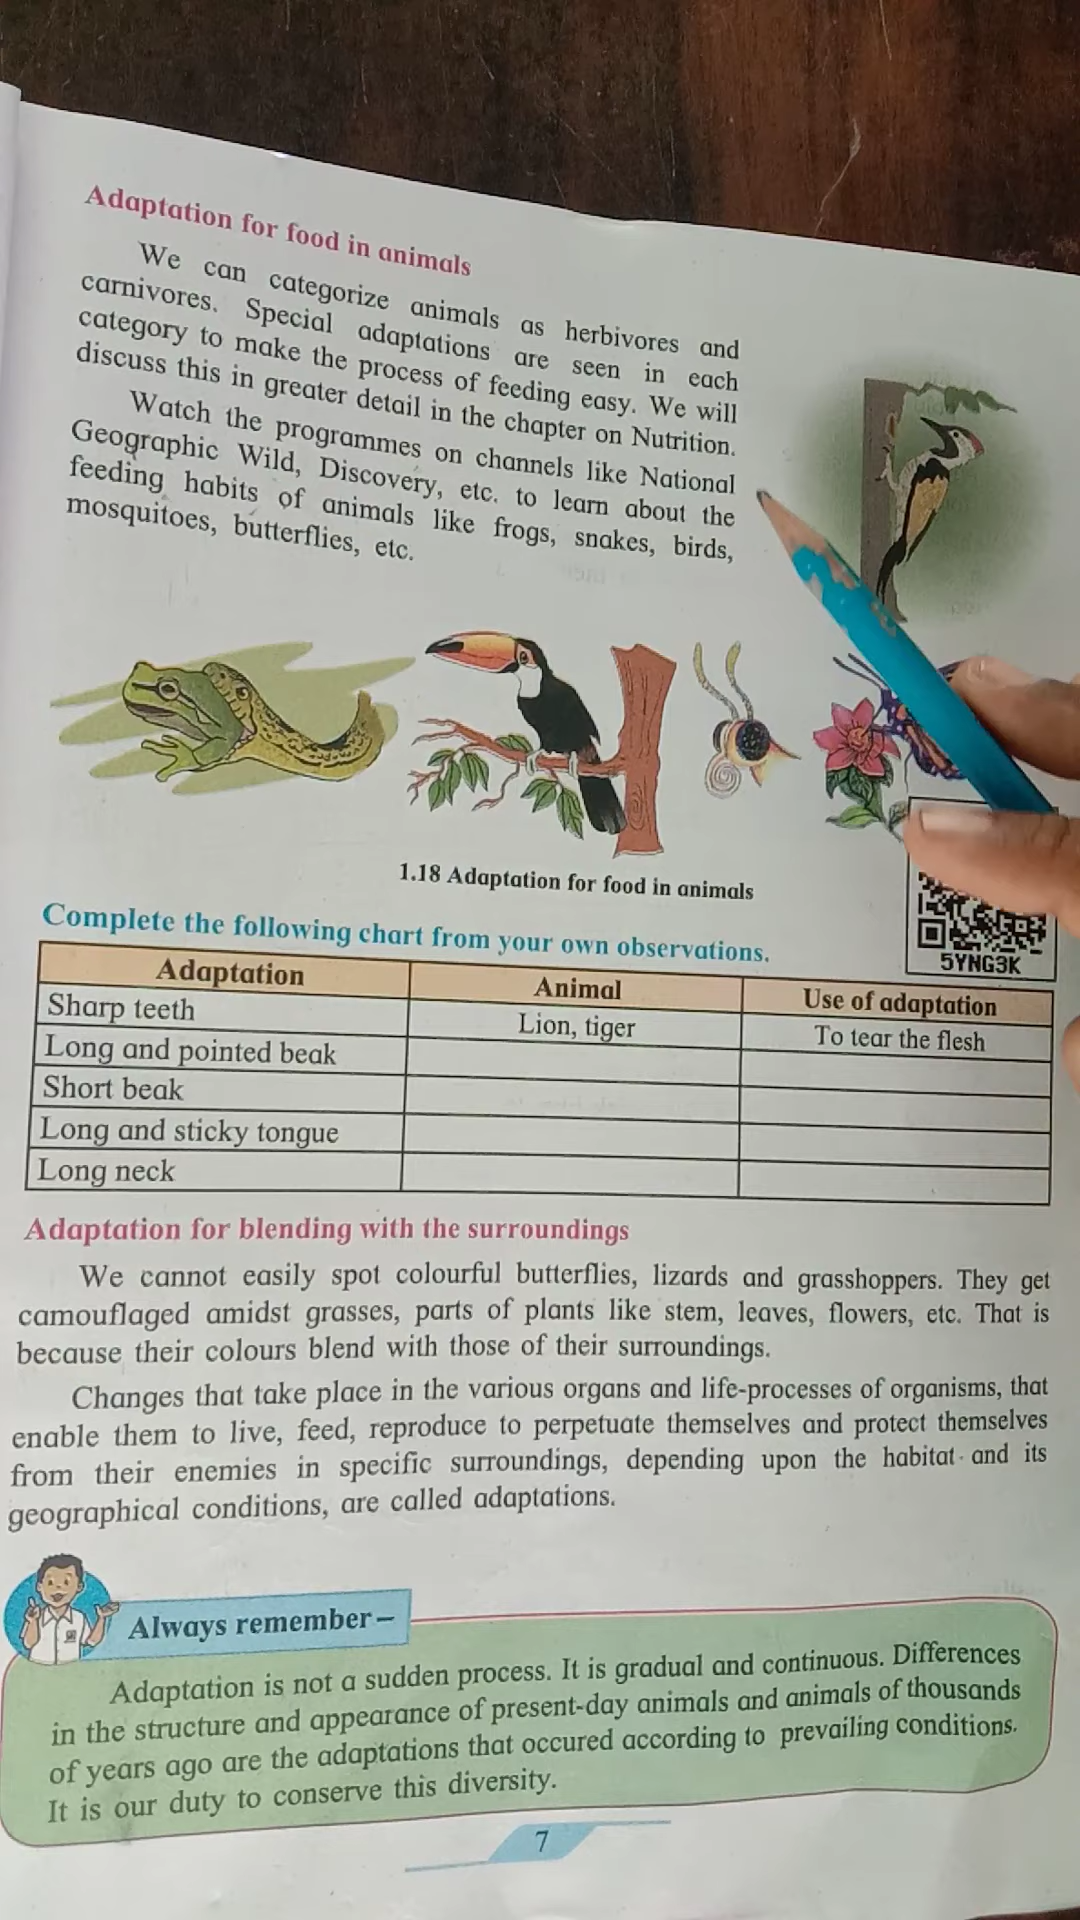 Adaptation for food in animals
We can categorize animals as herbivores and
carnivores. Special adaptations are seen in each
category to make the process of feeding easy. We will
discuss this in greater detail in the chapter on Nutrition.
Watch the programmes on channels like National
Geographic Wild, Discovery, etc. to learn about the
feeding habits of animals like frogs, snakes, birds,
mosquitoes, butterflies, etc.
1.18 Adaptation for food in animals
5YNG3K
Complete the following chart from your own observations.
Adaptation Animal Use of adaptation
Sharp teeth Lion, tiger To tear the flesh
Long and pointed beak
Short beak
Long and sticky tongue
Long neck
Adaptation for blending with the surroundings
We cannot easily spot colourful butterflies, lizards and grasshoppers. They get
camouflaged amidst grasses, parts of plants like stem, leaves, flowers, etc. That is
because their colours blend with those of their surroundings.
Changes that take place in the various organs and life-processes of organisms, that
enable them to live, feed, reproduce to perpetuate themselves and protect themselves
from their enemies in specific surroundings, depending upon the habitat and its
geographical conditions, are called adaptations.
Always remember –
Adaptation is not a sudden process. It is gradual and continuous. Differences
in the structure and appearance of present-day animals and animals of thousands
of years ago are the adaptations that occured according to prevailing conditions.
It is our duty to conserve this diversity.
7